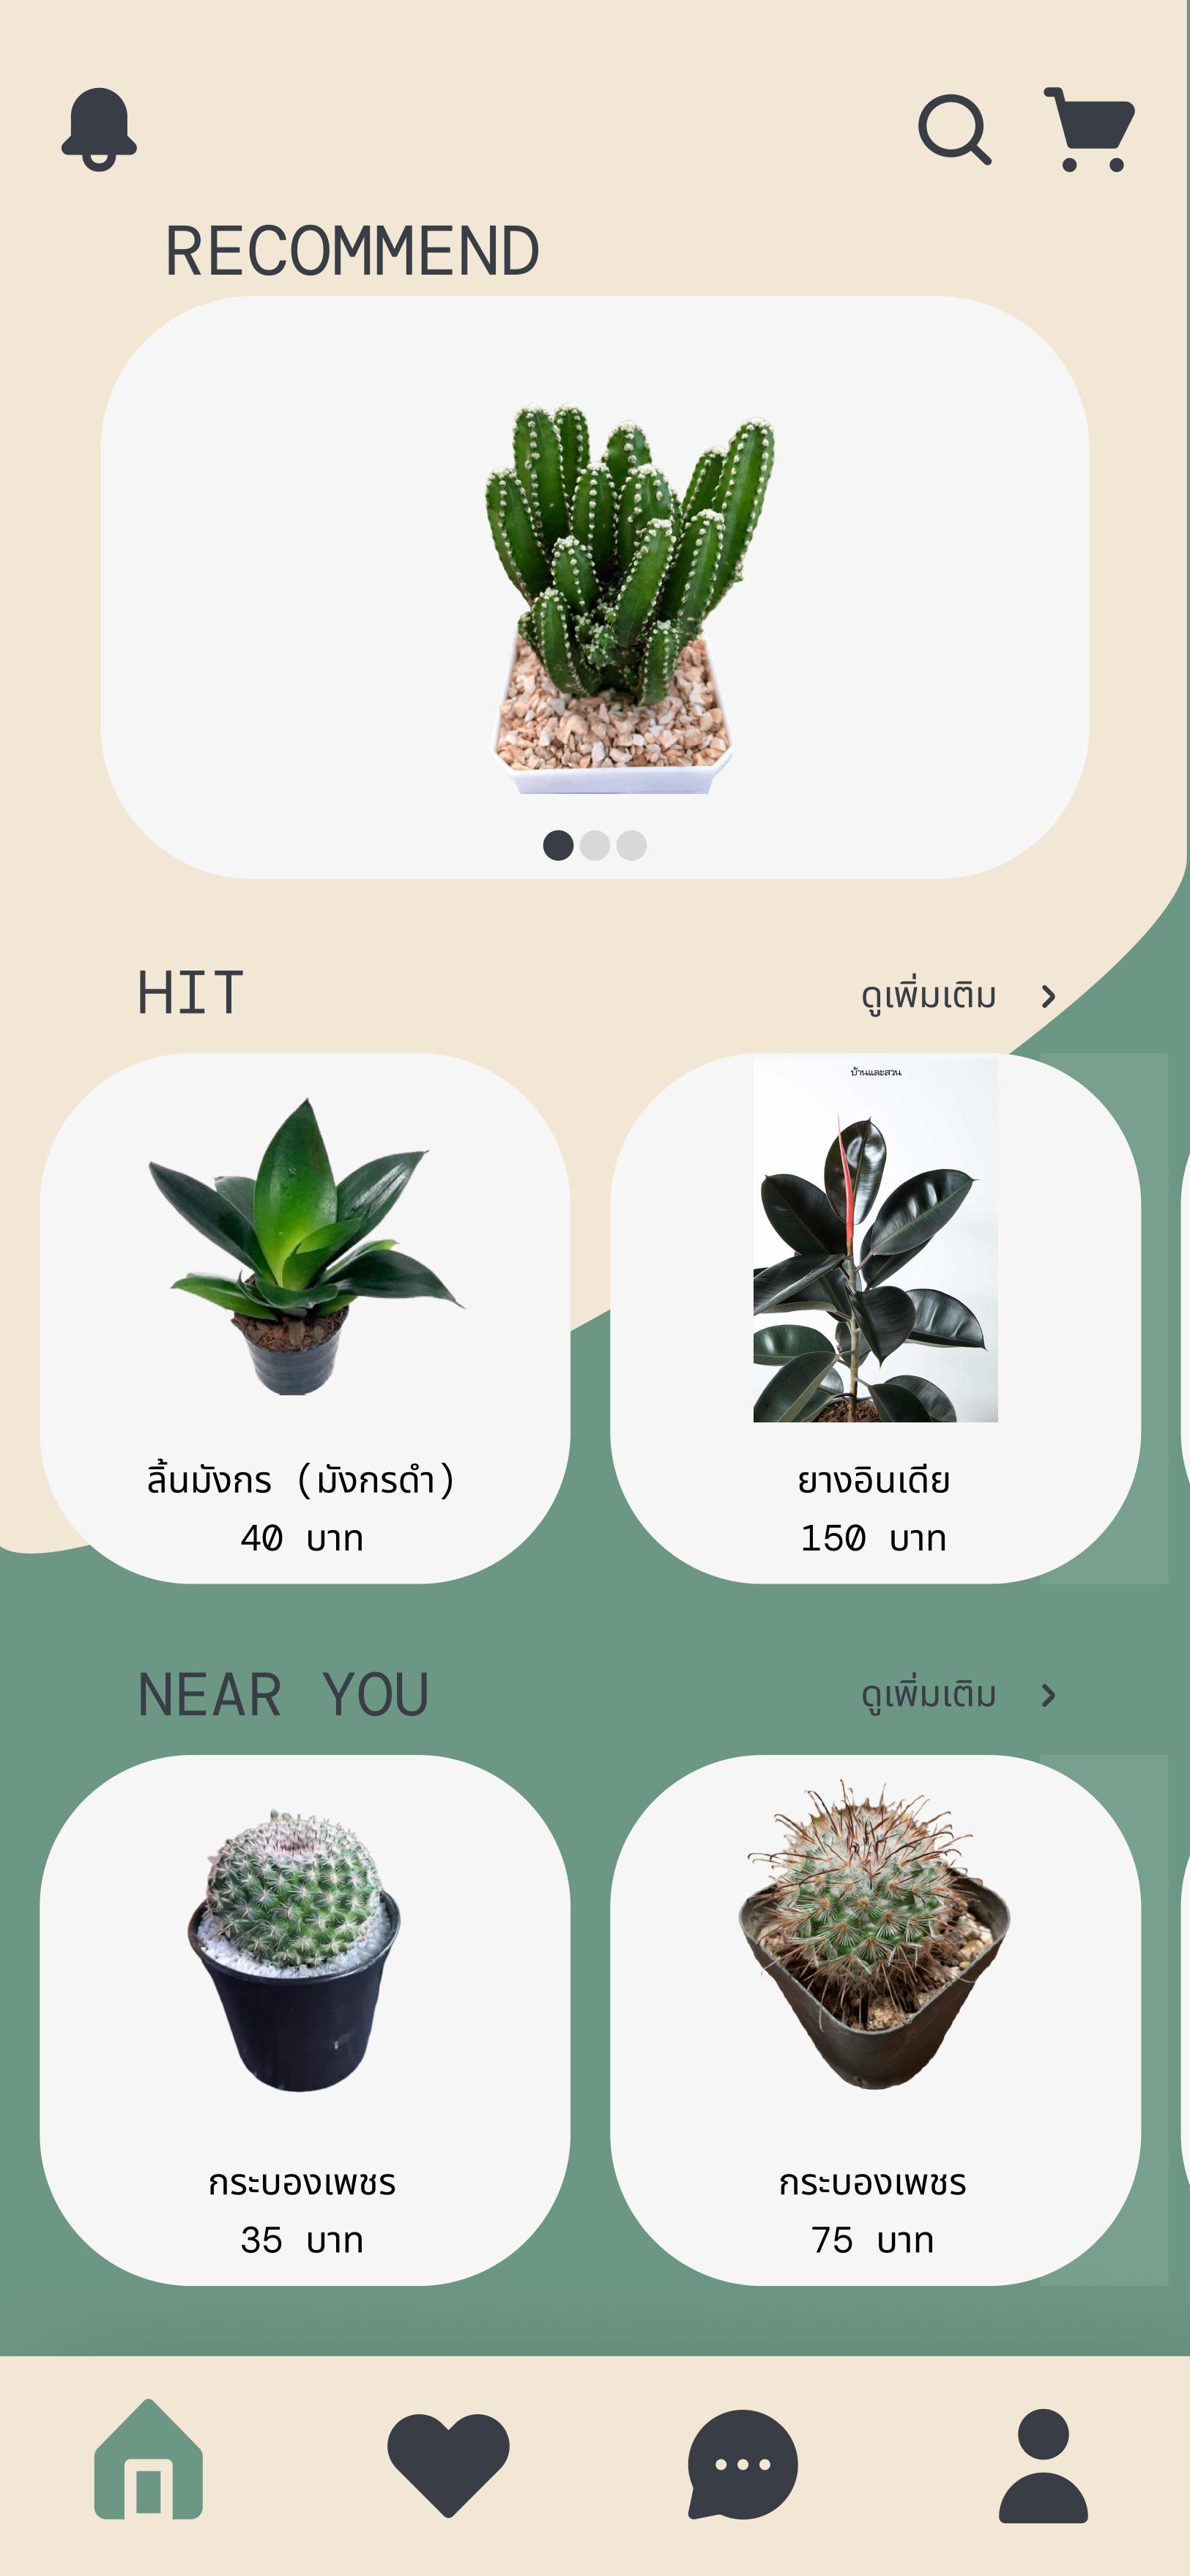 RECOMMEND
HIT
ดูเพิ่มเติม
บ้านและสวน
ลิ้นมังกร (มังกรดำ)
40 บาท
ยางอินเดีย
150 บาท
NEAR YOU
ดูเพิ่มเติม
กระบองเพชร
35 บาท
กระบองเพชร
75 บาท